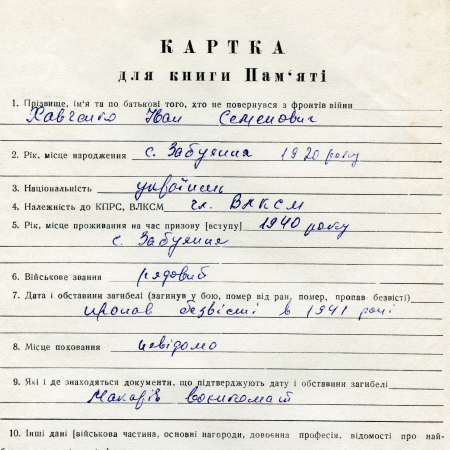 КАРТКА
для книги Пам‘яті
1. Прізвище, ім'я та по батькові того, хто не повернувся з фронтів війни
Хавченко Іван Семенович
2. Рік, місце народження с. Забуяння 1920 року
3. Національність українець
4. Належність до КПРС, ВЛКСМ чл. ВЛКСМ
5. Рік, місце проживання на час призову [вступу] 1940 року
с. Забуяння
6. Військове звання рядовий
7. Дата і обставини загибелі (загинув у бою, помер від ран, помер, пропав безвісті)
пропав безвісті в 1941 році
8. Місце поховання невідомо
9. Які і де знаходяться документи, що підтверджують дату і обставини загибелі
Макарів воєнкомат
10. Інші дані [військова частина, основні нагороди, довоєнна професія, відомості про най-